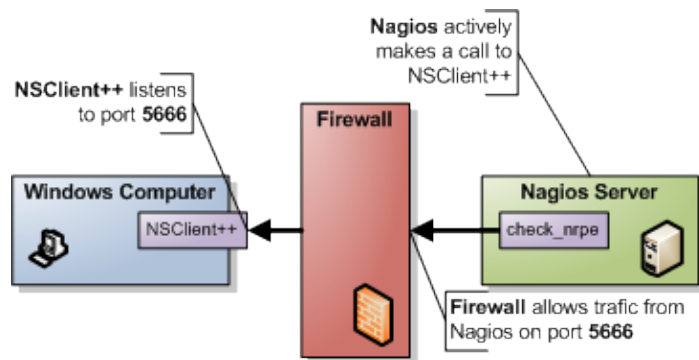 Nagios actively
makes a call to
NSClient++
NSClient++ listens
to port 5666
Firewall
Windows Computer
NSClient++
Nagios Server
check_nrpe
Firewall allows trafic from
Nagios on port 5666